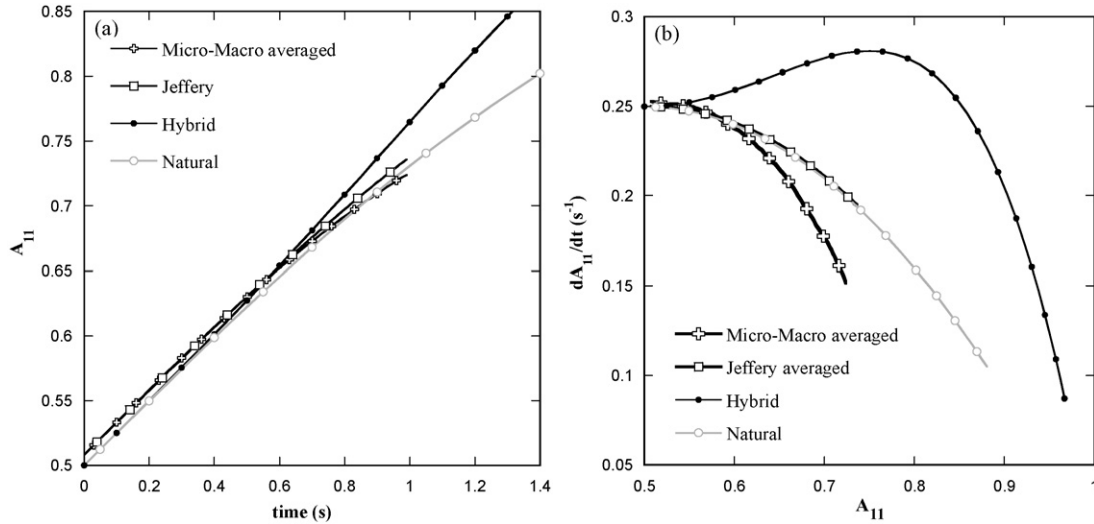 (a)
Micro-Macro averaged
Jeffery
Hybrid
Natural
A11
0.85
0.8
0.75
0.7
0.65
0.6
0.55
0.5
0 0.2 0.4 0.6 0.8 1 1.2 1.4
time (s)
(b)
Micro-Macro averaged
Jeffery averaged
Hybrid
Natural
dA11/dt (s-1)
0.3
0.25
0.2
0.15
0.1
0.05
0.5 0.6 0.7 0.8 0.9 1
A11